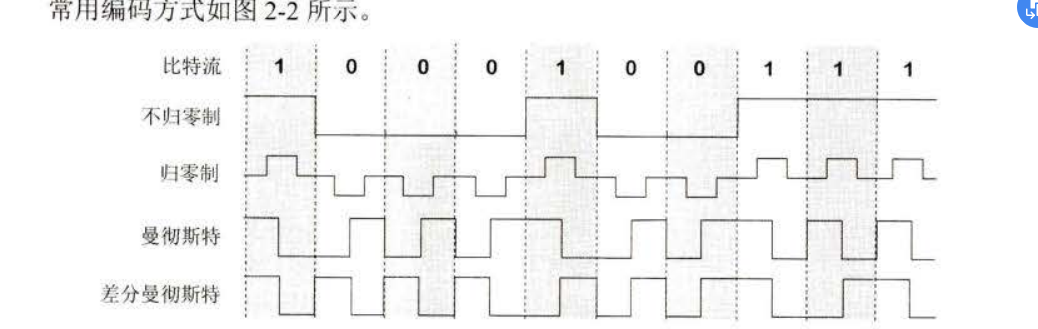 常用编码方式如图 2-2 所示。
比特流 1 0 0 0 1 0 0 1 1 1
不归零制
归零制
曼彻斯特
差分曼彻斯特